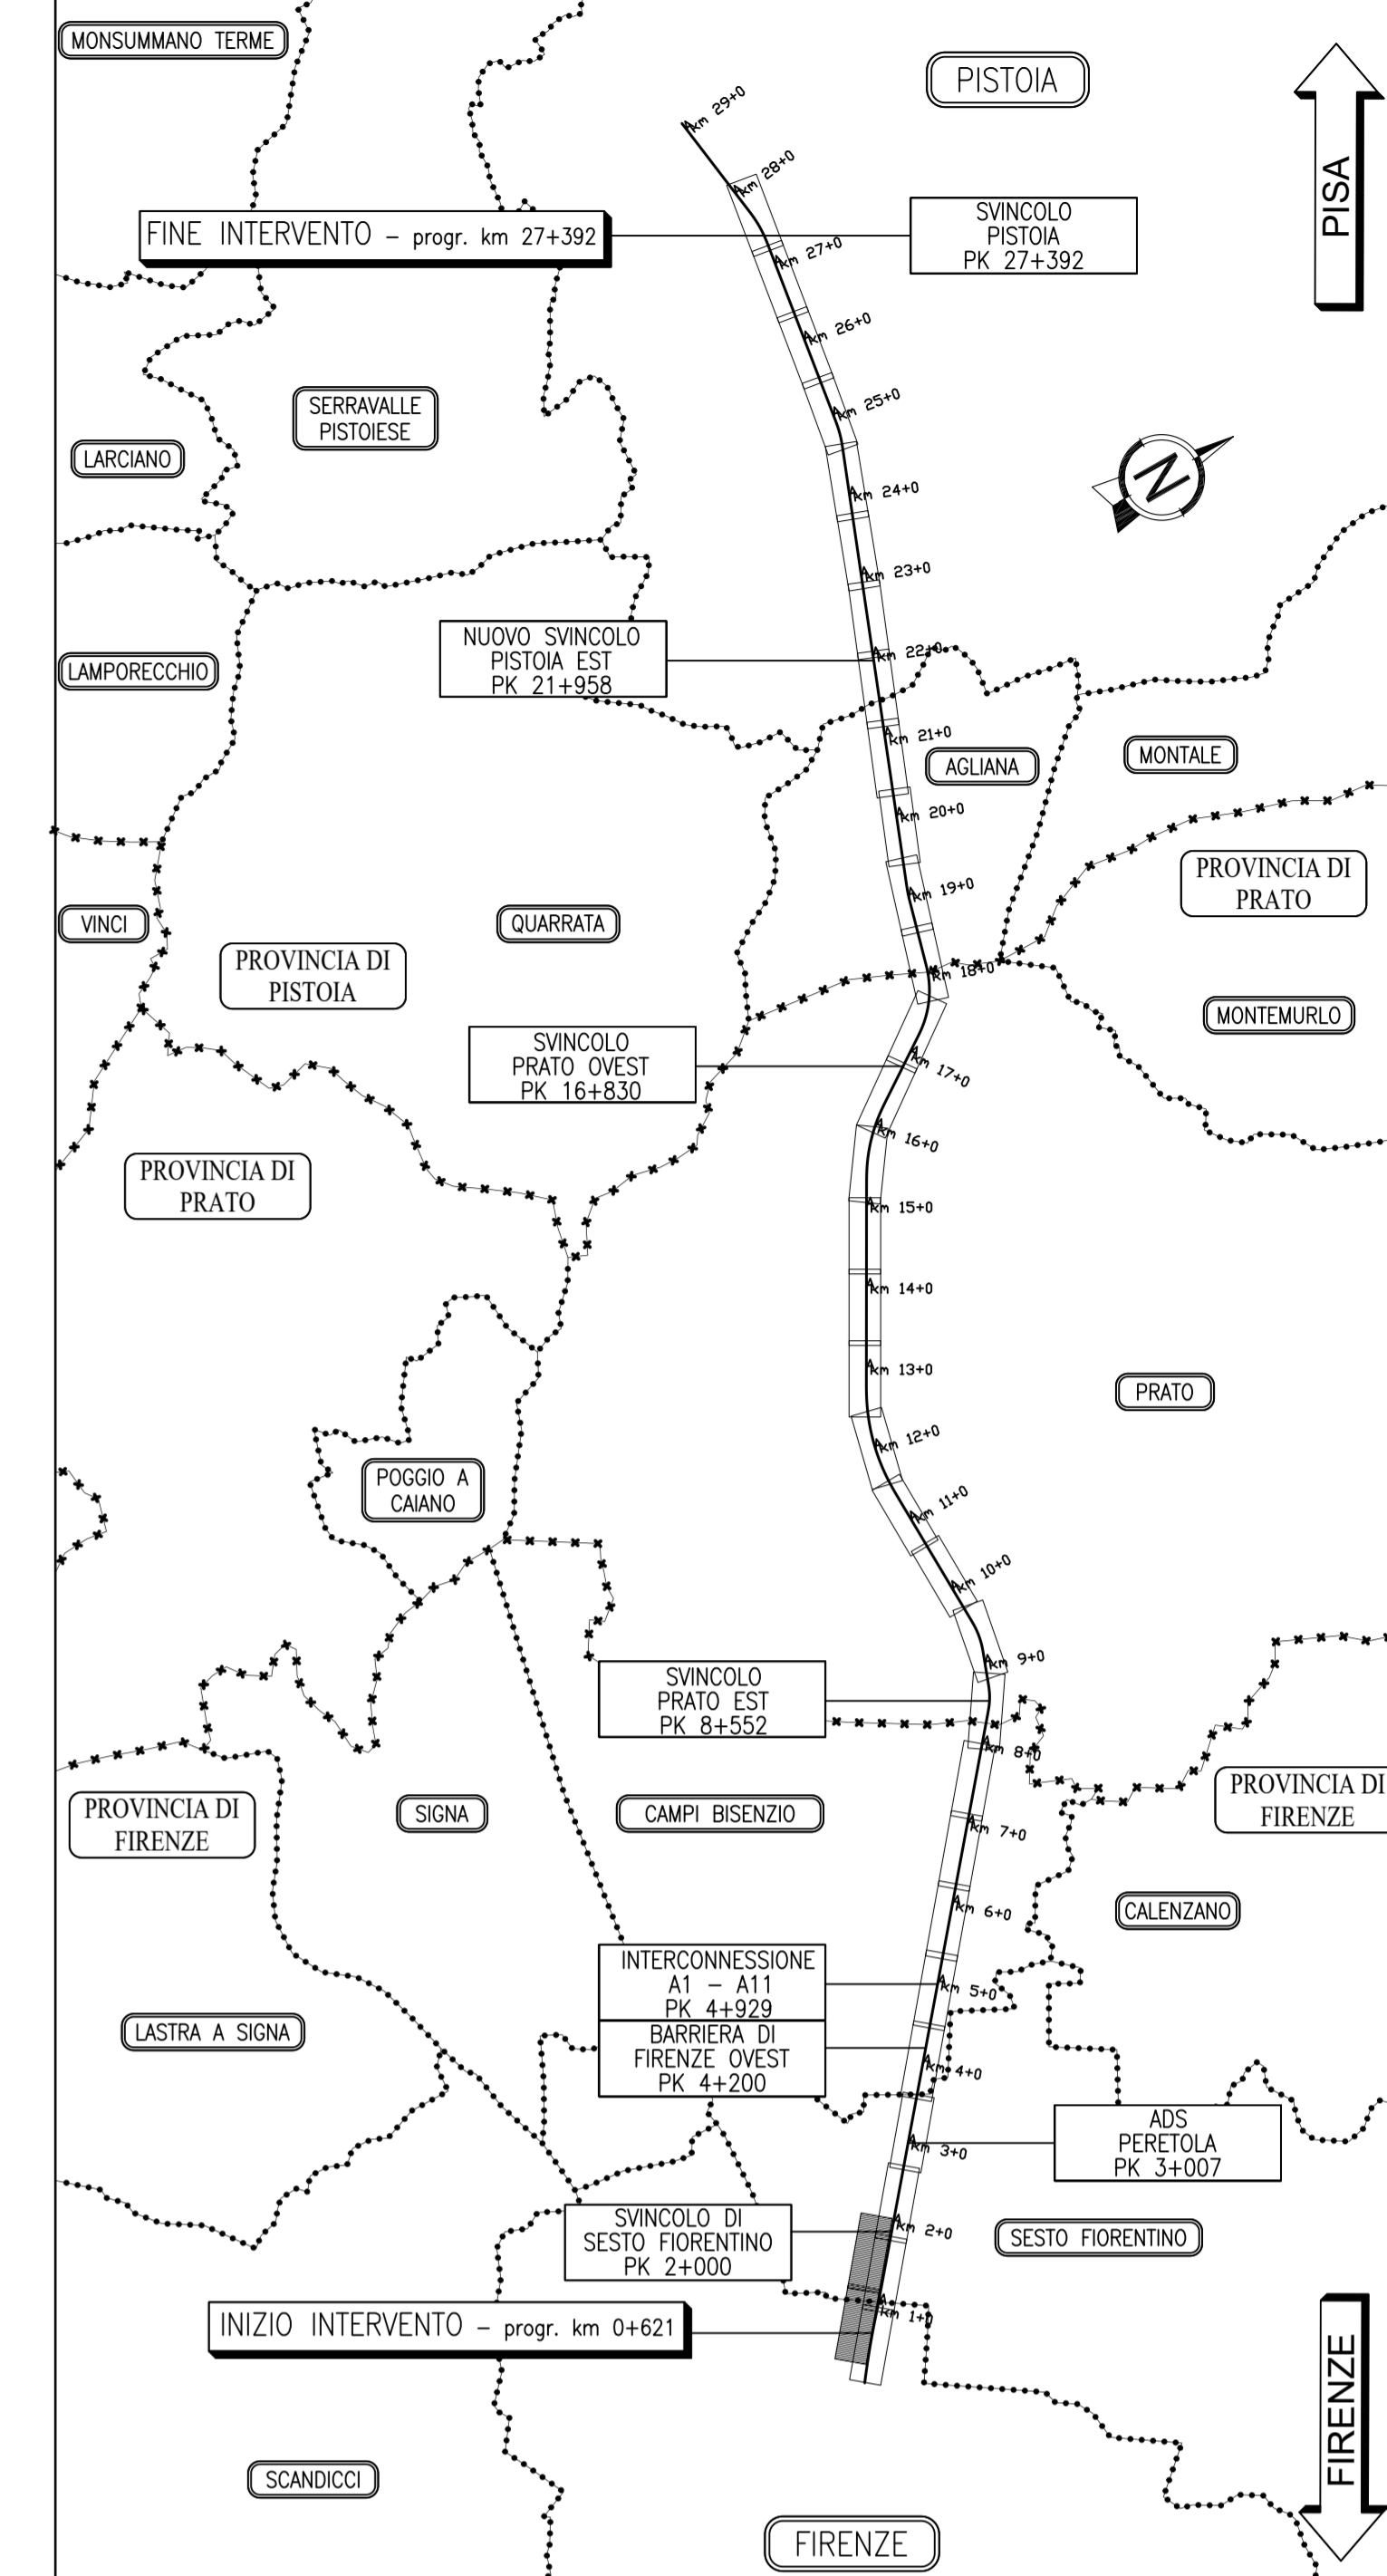 MONSUMMANO TERME
PISTOIA
PISA
km 29+0
km 28+0
FINE INTERVENTO – progr. km 27+392
SVINCOLO
PISTOIA
PK 27+392
km 27+0
km 26+0
km 25+0
SERRAVALLE
PISTOIESE
LARCIANO
N
km 24+0
km 23+0
NUOVO SVINCOLO
PISTOIA EST
PK 21+958
km 22+0
LAMPORECCHIO
km 21+0
AGLIANA
MONTALE
km 20+0
PROVINCIA DI
PRATO
km 19+0
VINCI
QUARRATA
PROVINCIA DI
PISTOIA
km 18+0
MONTEMURLO
SVINCOLO
PRATO OVEST
PK 16+830
km 17+0
km 16+0
PROVINCIA DI
PRATO
km 15+0
km 14+0
km 13+0
PRATO
km 12+0
POGGIO A
CAIANO
km 11+0
km 10+0
km 9+0
SVINCOLO
PRATO EST
PK 8+552
km 8+0
PROVINCIA DI
FIRENZE
SIGNA
CAMPI BISENZIO
PROVINCIA DI
FIRENZE
km 7+0
km 6+0
CALENZANO
INTERCONNESSIONE
A1 – A11
PK 4+929
km 5+0
LASTRA A SIGNA
BARRIERA DI
FIRENZE OVEST
PK 4+200
km 4+0
ADS
PERETOLA
PK 3+007
km 3+0
SVINCOLO DI
SESTO FIORENTINO
PK 2+000
km 2+0
SESTO FIORENTINO
km 1+0
INIZIO INTERVENTO – progr. km 0+621
FIRENZE
SCANDICCI
FIRENZE